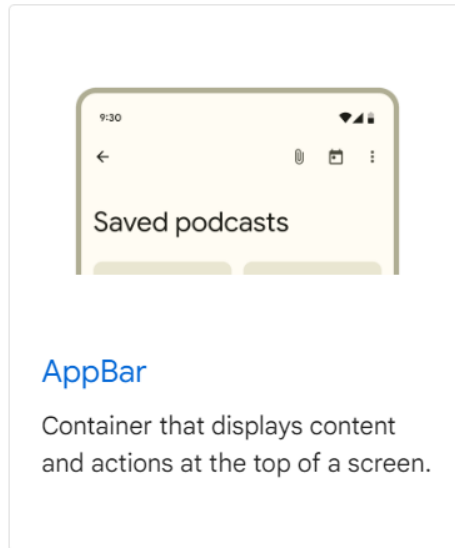 9:30
Saved podcasts
AppBar
Container that displays content
and actions at the top of a screen.